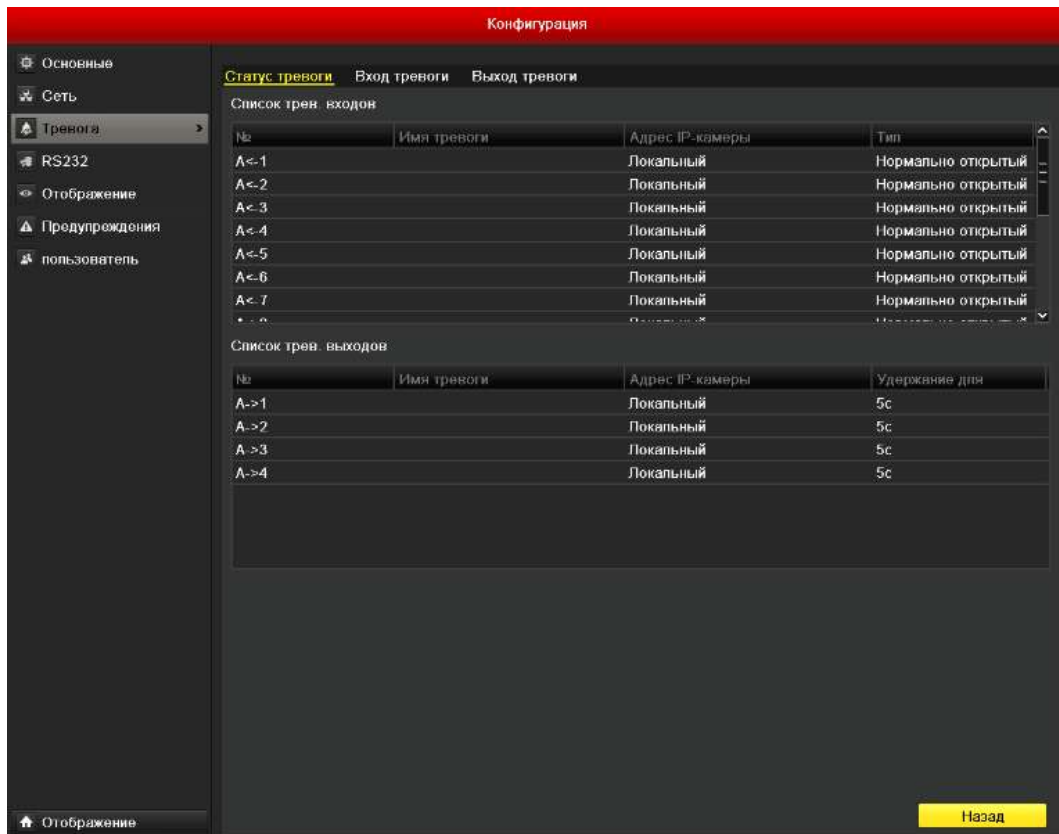 Конфигурация
Основные
Сеть
Тревога
RS232
Отображение
Предупреждения
пользователь
Отображение
Статус тревоги Вход тревоги Выход тревоги
Список трев. входов
№ Имя тревоги Адрес IP-камеры Тип
A<-1 Локальный Нормально открытый
A<-2 Локальный Нормально открытый
A<-3 Локальный Нормально открытый
A<-4 Локальный Нормально открытый
A<-5 Локальный Нормально открытый
A<-6 Локальный Нормально открытый
A<-7 Локальный Нормально открытый
Список трев. выходов
№ Имя тревоги Адрес IP-камеры Удержание для
A->1 Локальный 5с
A->2 Локальный 5с
A->3 Локальный 5с
A->4 Локальный 5с
Назад